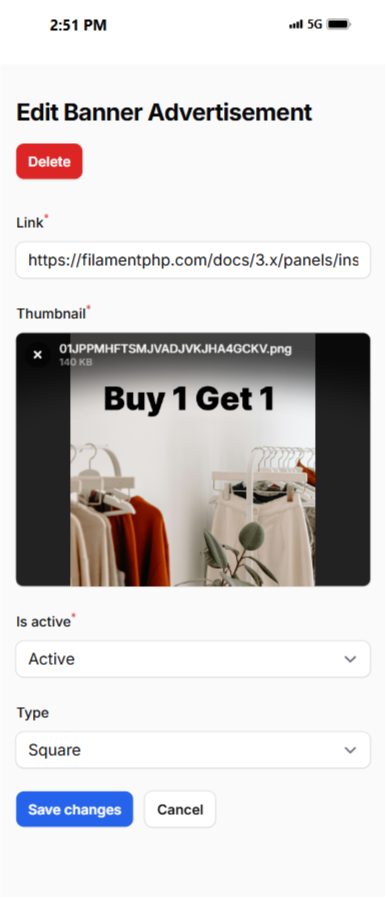 2:51 PM
5G
Edit Banner Advertisement
Delete
Link*
https://filamentphp.com/docs/3.x/panels/ins
Thumbnail*
01JPPMHFTSMJVADJVKJHA4GCKV.png
140 KB
Buy 1 Get 1
Is active*
Active
Type
Square
Save changes
Cancel